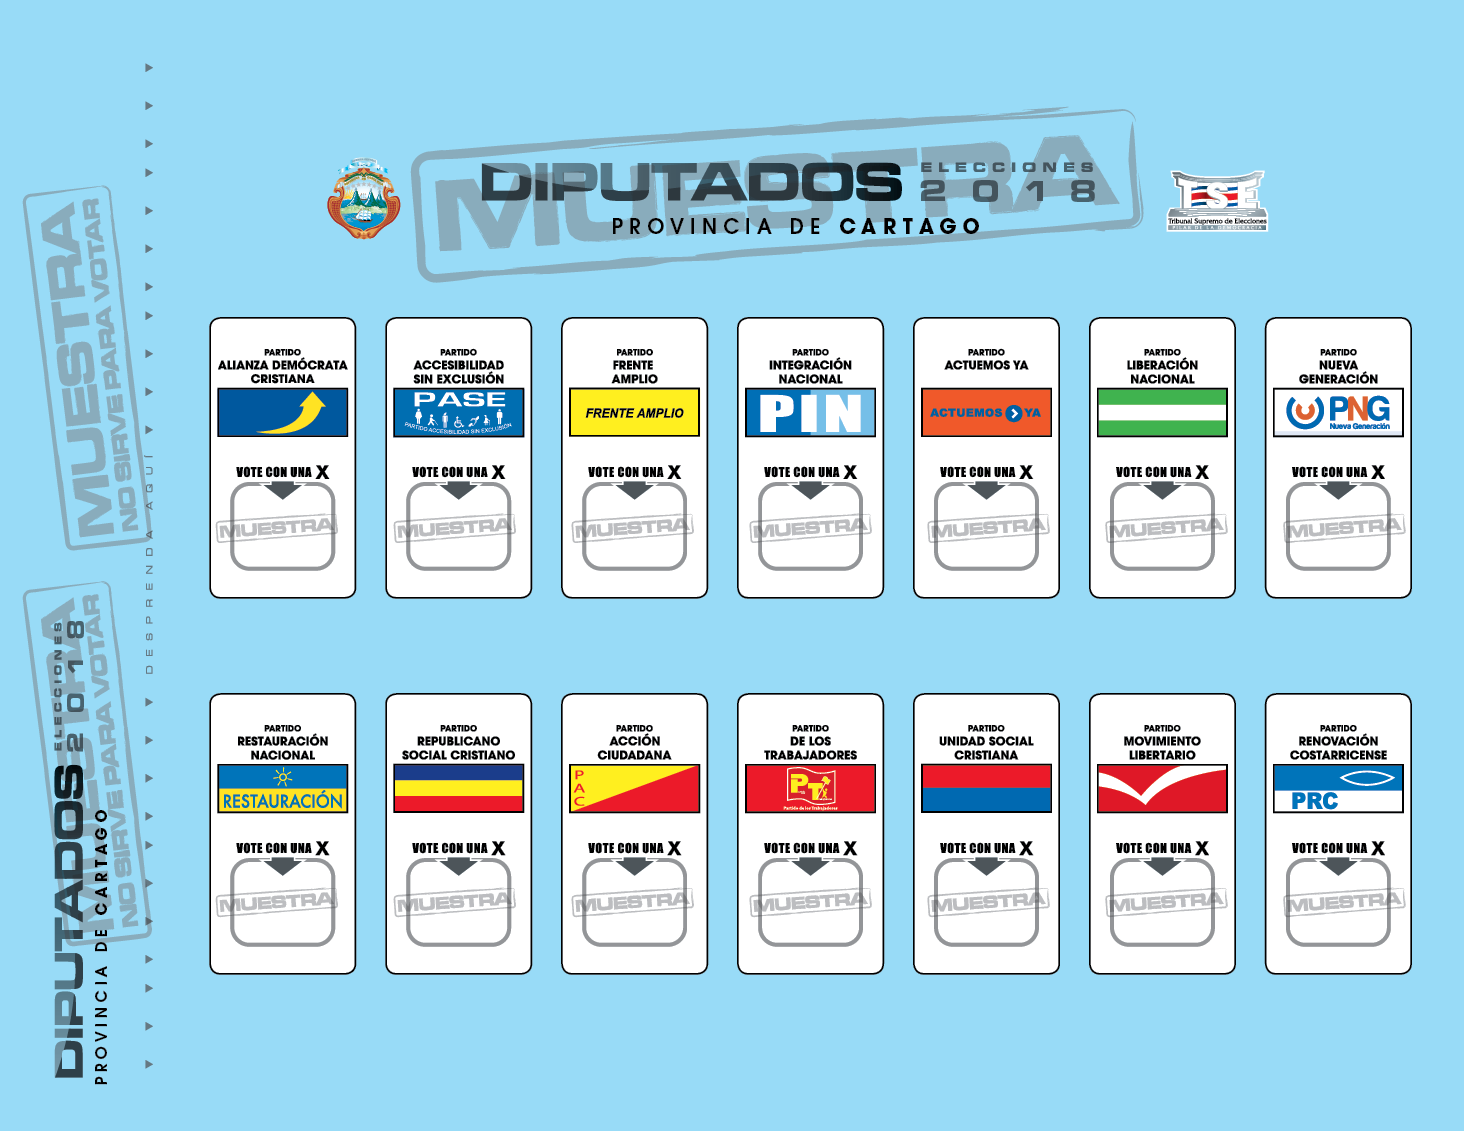 DIPUTADOS
ELECCIONES
2018
PROVINCIA DE CARTAGO
MUESTRA
TSE
Tribunal Supremo de Elecciones
PILAR DE LA DEMOCRACIA
MUESTRA
NO SIRVE PARA VOTAR
DESPRENDA AQUÍ
MUESTRA
NO SIRVE PARA VOTAR
DIPUTADOS
ELECCIONES
2018
PROVINCIA DE CARTAGO
PARTIDO
ALIANZA DEMÓCRATA
CRISTIANA
VOTE CON UNA X
MUESTRA
PARTIDO
ACCESIBILIDAD
SIN EXCLUSIÓN
PASE
PARTIDO ACCESIBILIDAD SIN EXCLUSIÓN
VOTE CON UNA X
MUESTRA
PARTIDO
FRENTE
AMPLIO
FRENTE AMPLIO
VOTE CON UNA X
MUESTRA
PARTIDO
INTEGRACIÓN
NACIONAL
PIN
VOTE CON UNA X
MUESTRA
PARTIDO
ACTUEMOS YA
ACTUEMOS YA
VOTE CON UNA X
MUESTRA
PARTIDO
LIBERACIÓN
NACIONAL
VOTE CON UNA X
MUESTRA
PARTIDO
NUEVA
GENERACIÓN
PNG
Nueva Generación
VOTE CON UNA X
MUESTRA
PARTIDO
RESTAURACIÓN
NACIONAL
RESTAURACIÓN
VOTE CON UNA X
MUESTRA
PARTIDO
REPUBLICANO
SOCIAL CRISTIANO
VOTE CON UNA X
MUESTRA
PARTIDO
ACCIÓN
CIUDADANA
PAC
VOTE CON UNA X
MUESTRA
PARTIDO
DE LOS
TRABAJADORES
PT
Partido de los Trabajadores
VOTE CON UNA X
MUESTRA
PARTIDO
UNIDAD SOCIAL
CRISTIANA
VOTE CON UNA X
MUESTRA
PARTIDO
MOVIMIENTO
LIBERTARIO
VOTE CON UNA X
MUESTRA
PARTIDO
RENOVACIÓN
COSTARRICENSE
PRC
VOTE CON UNA X
MUESTRA